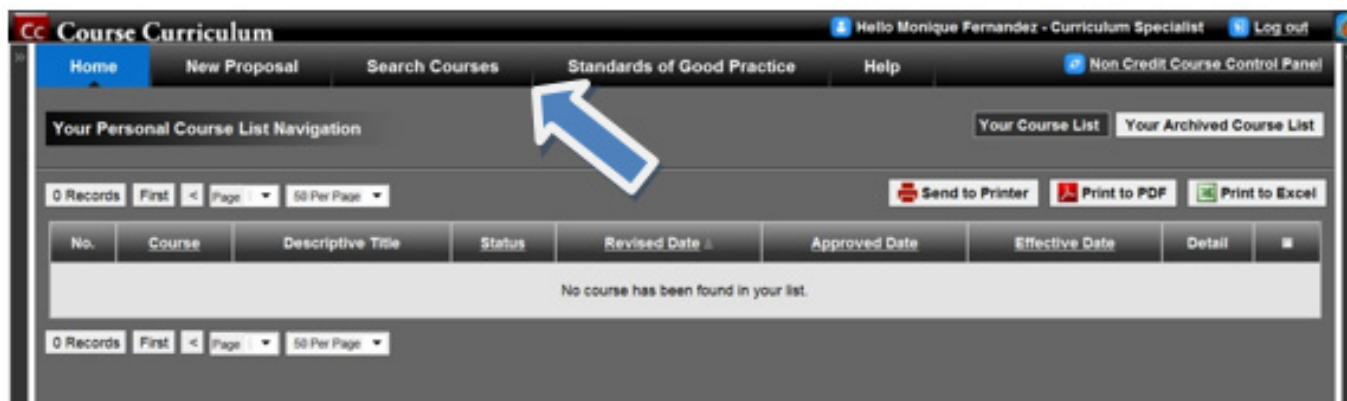 Cc Course Curriculum Hello Monique Fernandez - Curriculum Specialist Log out
» Home New Proposal Search Courses Standards of Good Practice Help Non Credit Course Control Panel
Your Personal Course List Navigation Your Course List Your Archived Course List
0 Records First < Page 50 Per Page Send to Printer Print to PDF Print to Excel
No. Course Descriptive Title Status Revised Date Approved Date Effective Date Detail
No course has been found in your list.
0 Records First < Page 50 Per Page